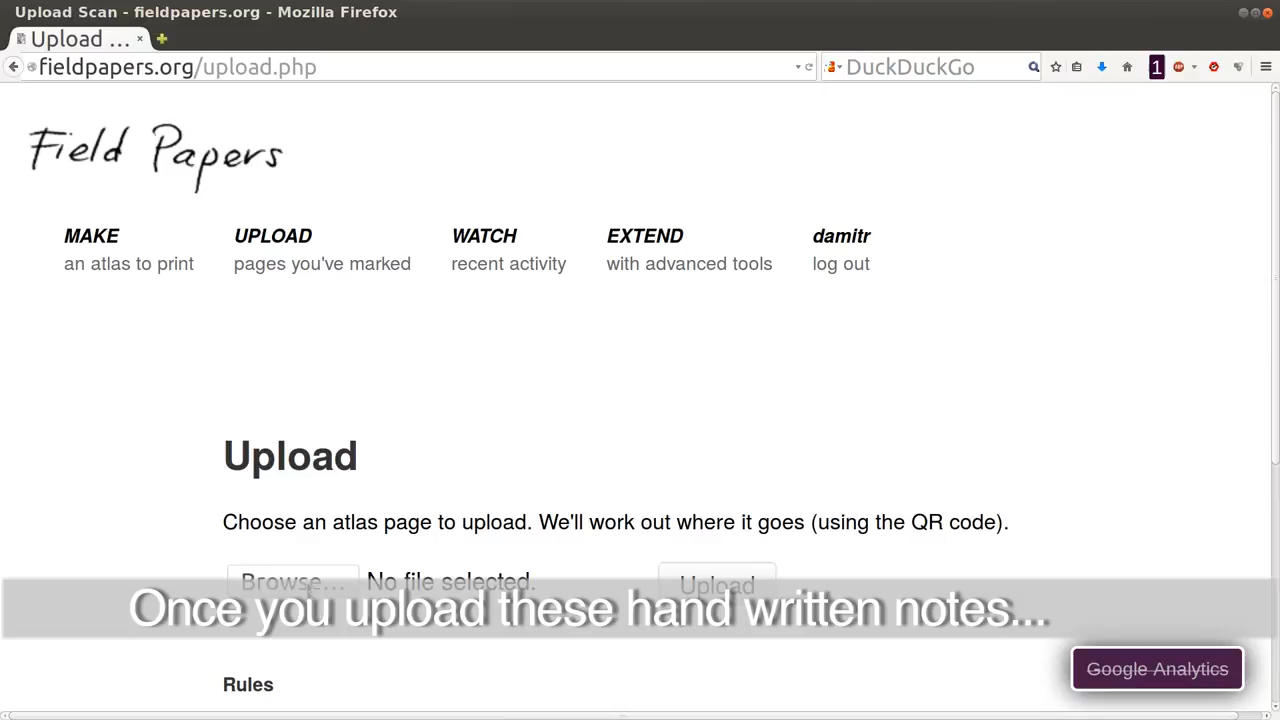 Upload Scan - fieldpapers.org - Mozilla Firefox
Upload ...
fieldpapers.org/upload.php
DuckDuckGo
1
Field Papers
MAKE UPLOAD WATCH EXTEND damitr
an atlas to print pages you've marked recent activity with advanced tools log out
Upload
Choose an atlas page to upload. We'll work out where it goes (using the QR code).
Browse... No file selected. Upload
Once you upload these hand written notes...
Google Analytics
Rules